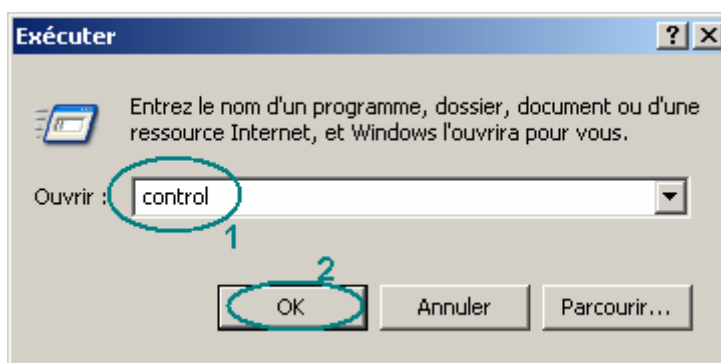 Exécuter
Entrez le nom d'un programme, dossier, document ou d'une
ressource Internet, et Windows l'ouvrira pour vous.
Ouvrir : control
1
2
OK Annuler Parcourir...